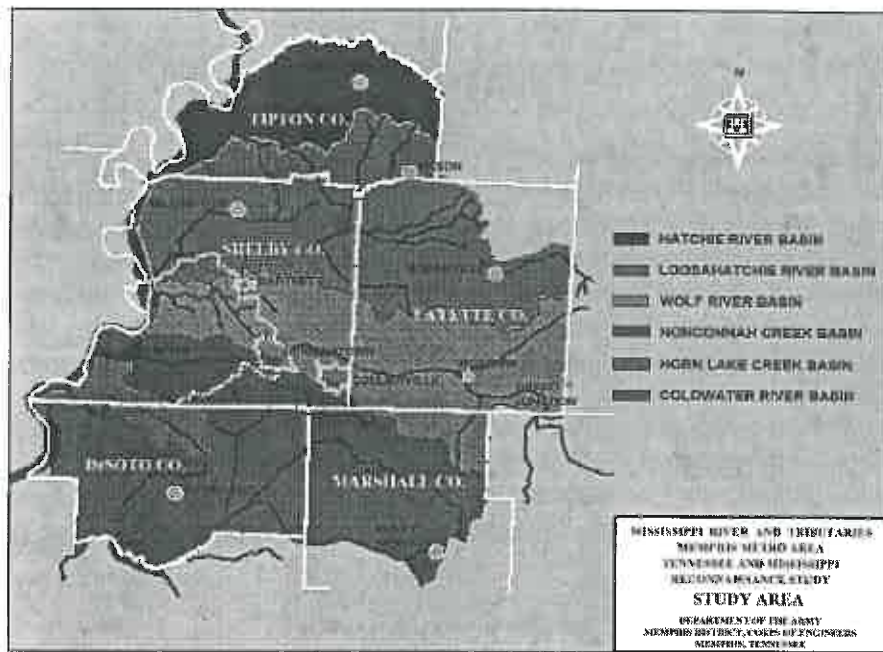 N
TIPTON CO.
SHELBY CO.
FAYETTE CO.
COLLIERVILLE
DeSOTO CO.
MARSHALL CO.
HATCHIE RIVER BASIN
LOOSAHATCHIE RIVER BASIN
WOLF RIVER BASIN
NONCONNAH CREEK BASIN
HORN LAKE CREEK BASIN
COLDWATER RIVER BASIN
MISSISSIPPI RIVER AND TRIBUTARIES
MEMPHIS METRO AREA
TENNESSEE AND MISSISSIPPI
RECONNAISSANCE STUDY
STUDY AREA
DEPARTMENT OF THE ARMY
MEMPHIS DISTRICT, CORPS OF ENGINEERS
MEMPHIS, TENNESSEE